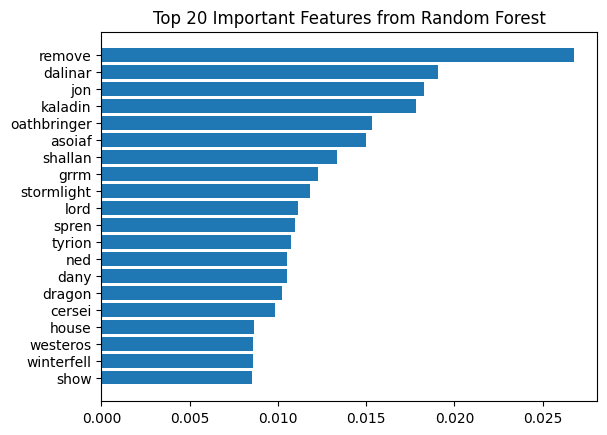 Top 20 Important Features from Random Forest
remove
dalinar
jon
kaladin
oathbringer
asoiaf
shallan
grrm
stormlight
lord
spren
tyrion
ned
dany
dragon
cersei
house
westeros
winterfell
show
0.000 0.005 0.010 0.015 0.020 0.025